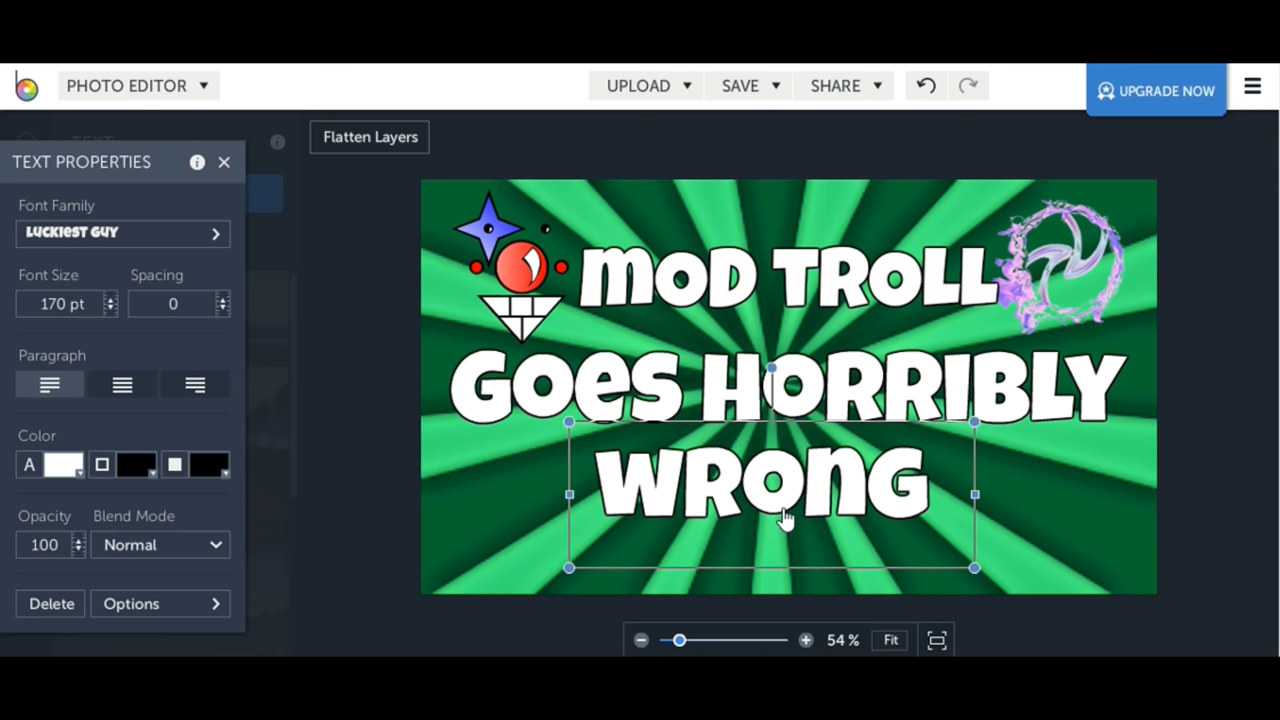 PHOTO EDITOR
UPLOAD SAVE SHARE
UPGRADE NOW
Flatten Layers
TEXT
TEXT PROPERTIES
Font Family
Luckiest Guy
Font Size Spacing
170 pt 0
Paragraph
Color
A
Opacity Blend Mode
100 Normal
Delete Options
MOD TROLL
GOES HORRIBLY
WRONG
54 % Fit